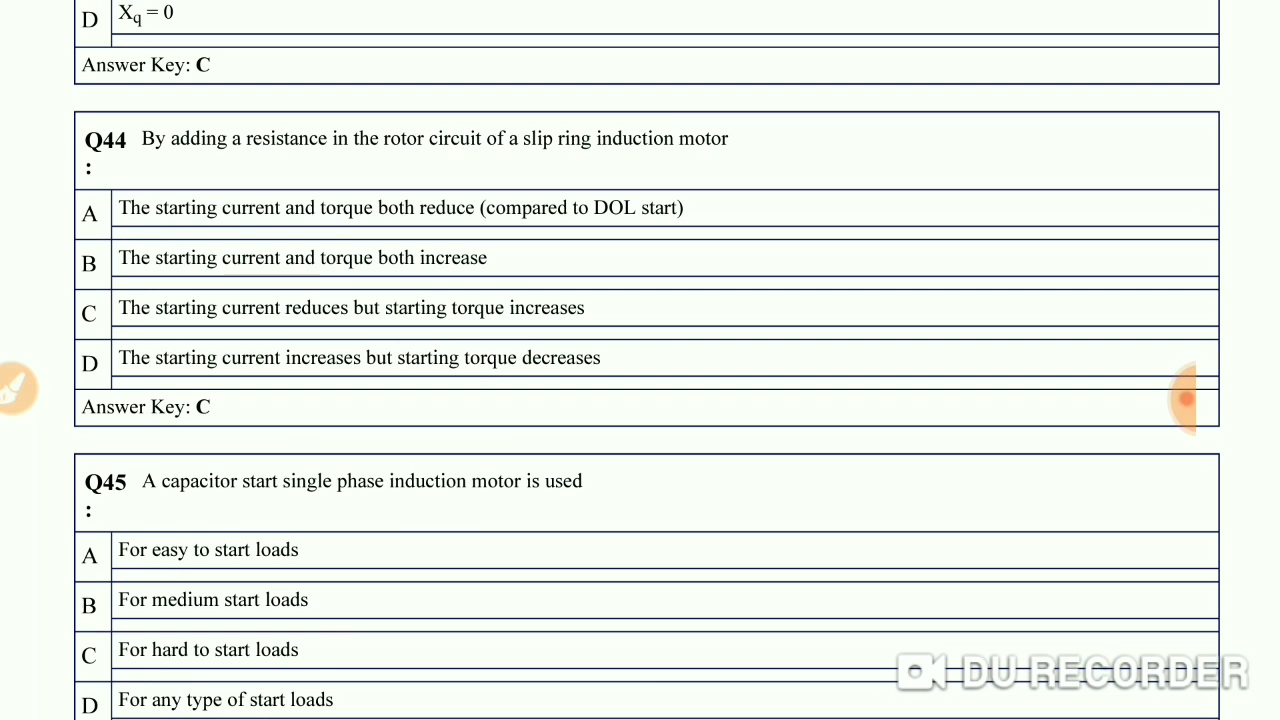 D X_q = 0
Answer Key: C
Q44 By adding a resistance in the rotor circuit of a slip ring induction motor
:
A The starting current and torque both reduce (compared to DOL start)
B The starting current and torque both increase
C The starting current reduces but starting torque increases
D The starting current increases but starting torque decreases
Answer Key: C
Q45 A capacitor start single phase induction motor is used
:
A For easy to start loads
B For medium start loads
C For hard to start loads
D For any type of start loads
DU RECORDER